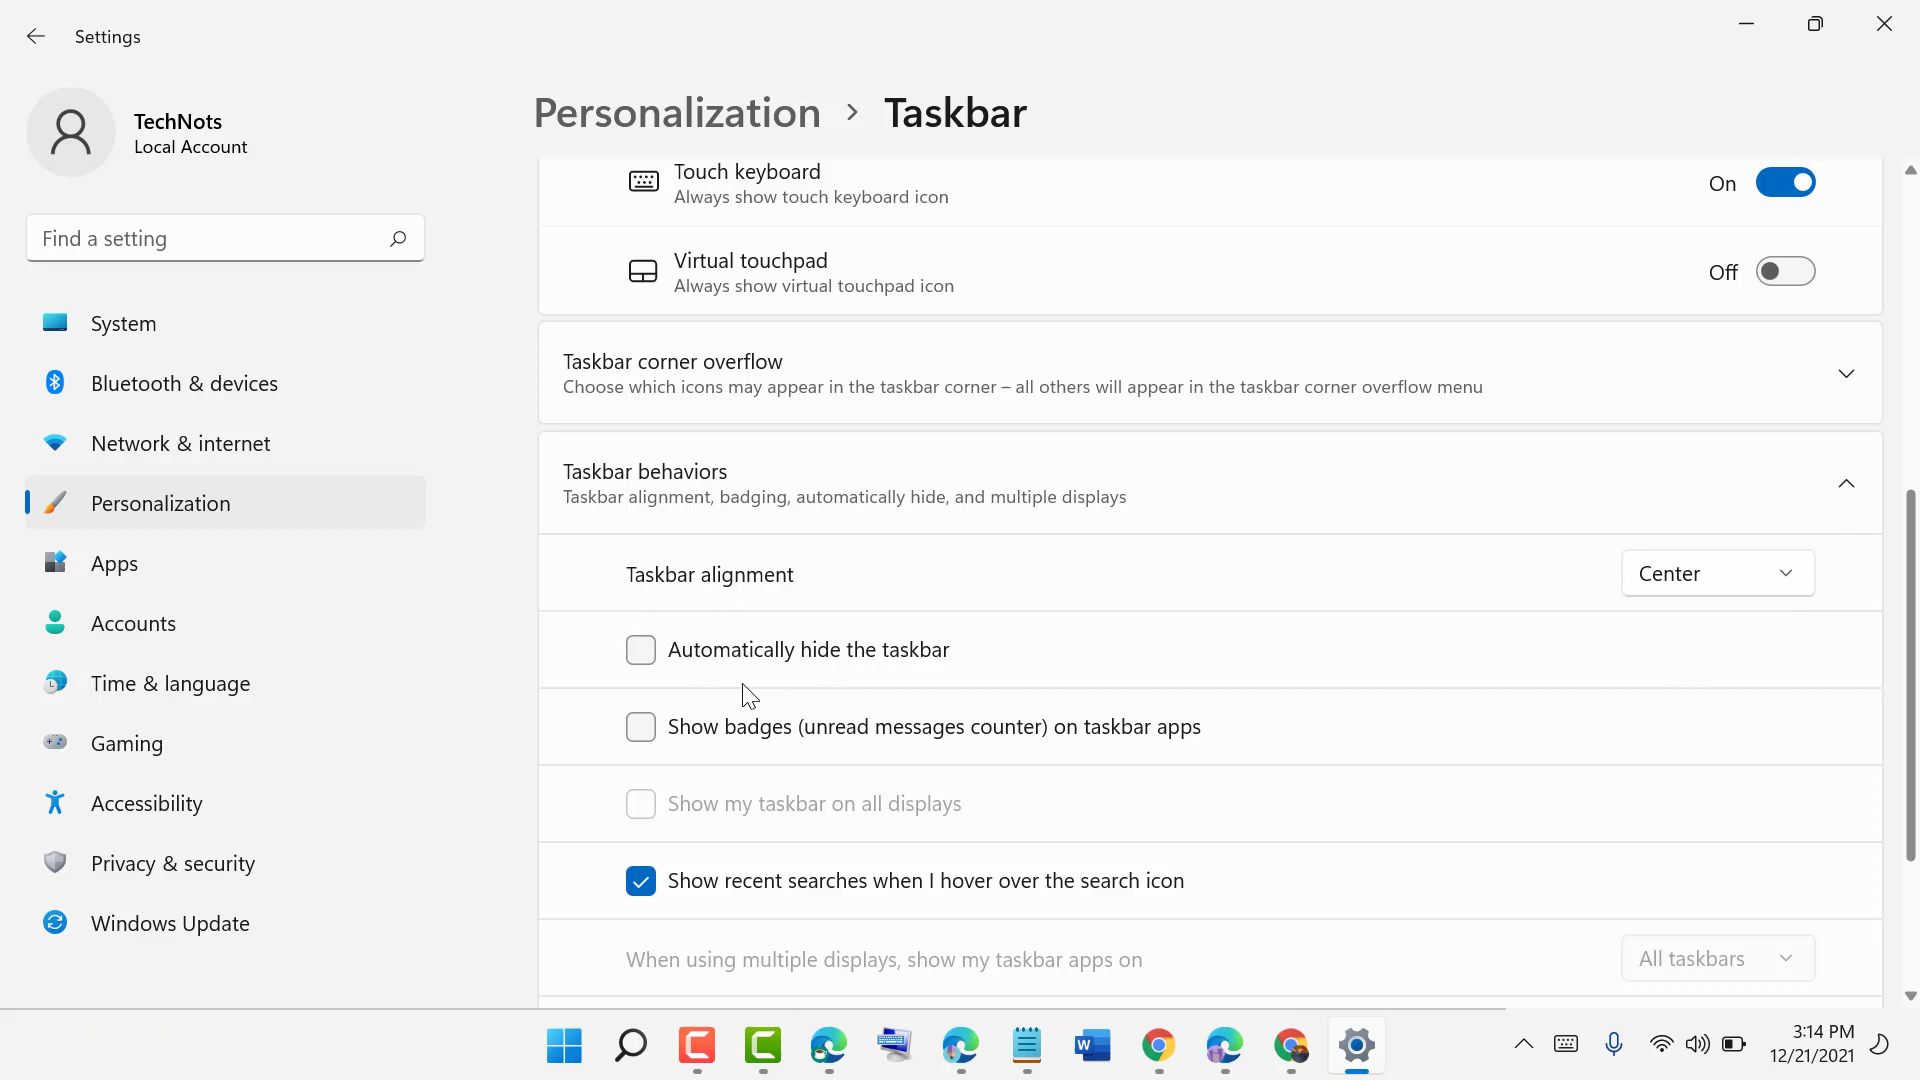 Settings
TechNots
Local Account
Find a setting
System
Bluetooth & devices
Network & internet
Personalization
Apps
Accounts
Time & language
Gaming
Accessibility
Privacy & security
Windows Update
Personalization > Taskbar
Touch keyboard
Always show touch keyboard icon
On
Virtual touchpad
Always show virtual touchpad icon
Off
Taskbar corner overflow
Choose which icons may appear in the taskbar corner – all others will appear in the taskbar corner overflow menu
Taskbar behaviors
Taskbar alignment, badging, automatically hide, and multiple displays
Taskbar alignment
Center
Automatically hide the taskbar
Show badges (unread messages counter) on taskbar apps
Show my taskbar on all displays
Show recent searches when I hover over the search icon
When using multiple displays, show my taskbar apps on
All taskbars
W
3:14 PM
12/21/2021